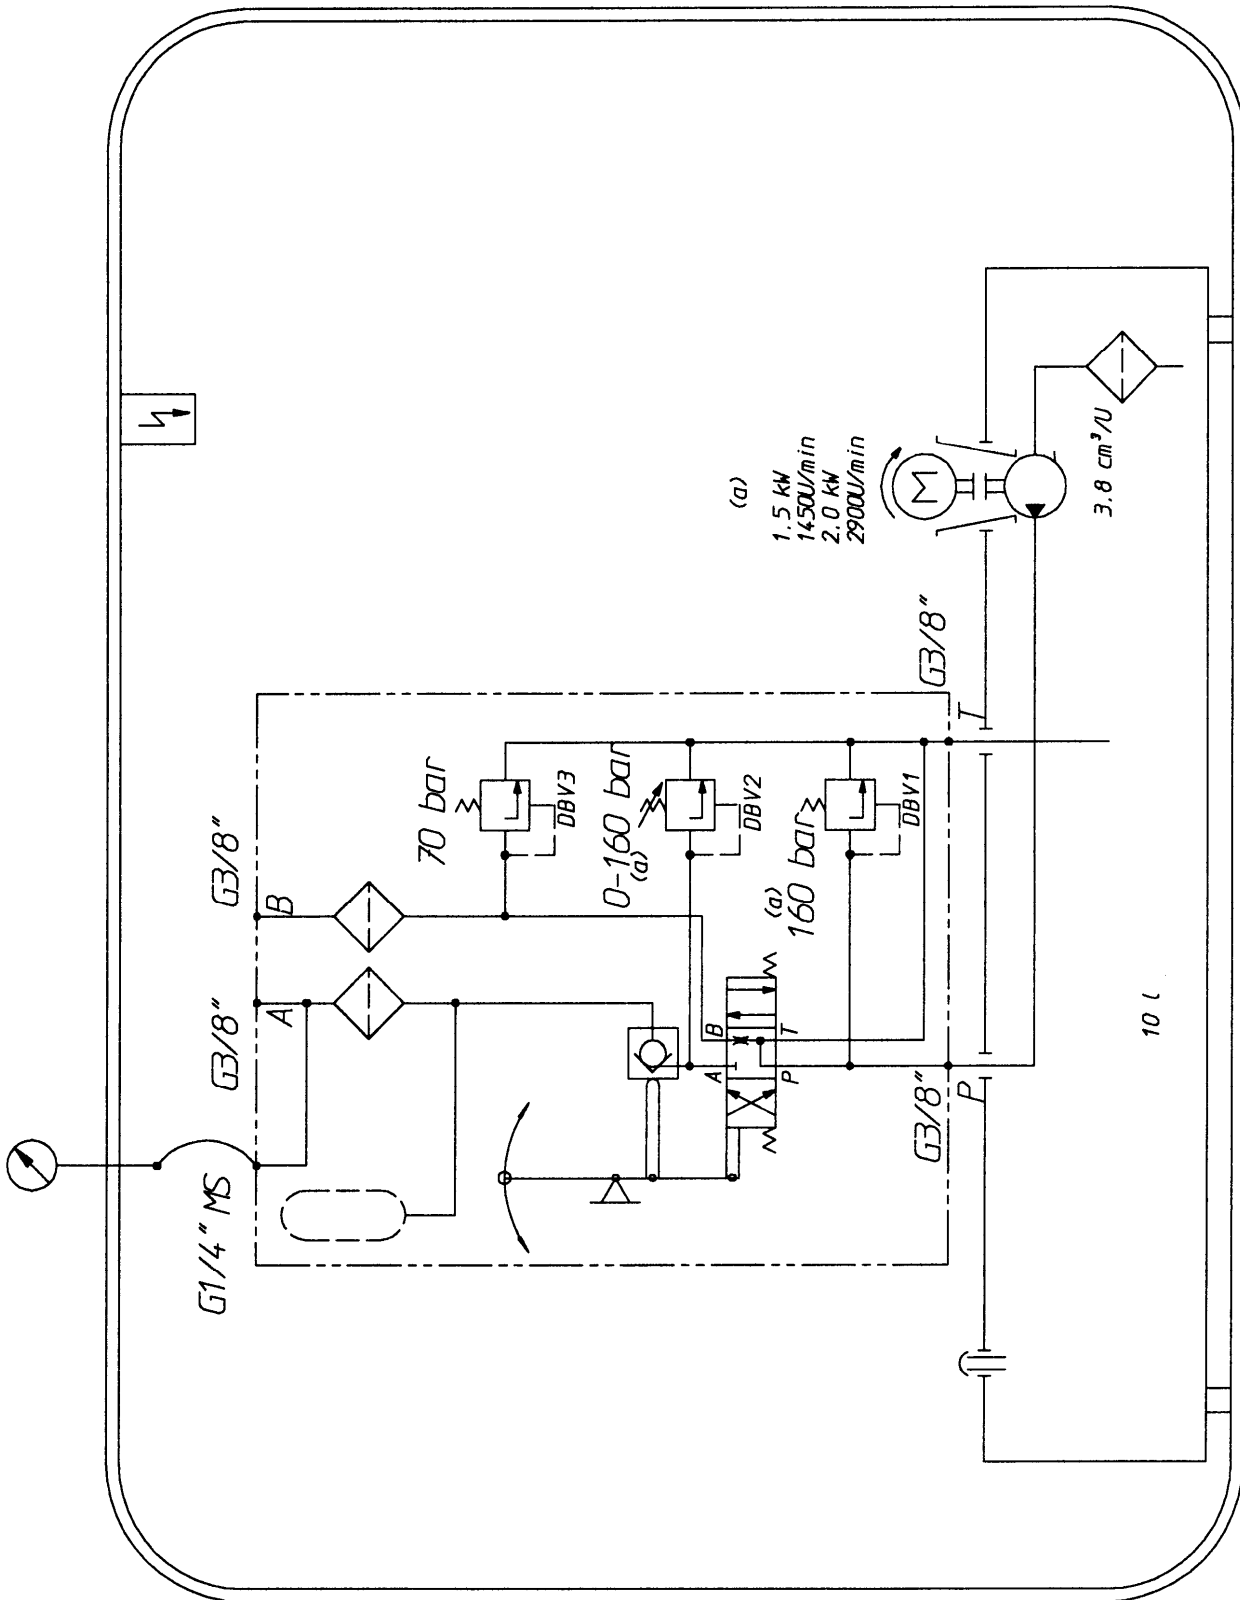 G1/4" MS
G3/8"
A
G3/8"
B
70 bar
DBV3
0-160 bar
(a)
DBV2
(a)
160 bar
DBV1
A
B
P
T
G3/8"
P
G3/8"
T
(a)
1.5 kW
1450U/min
2.0 kW
2900U/min
M
3.8 cm³/U
10 l